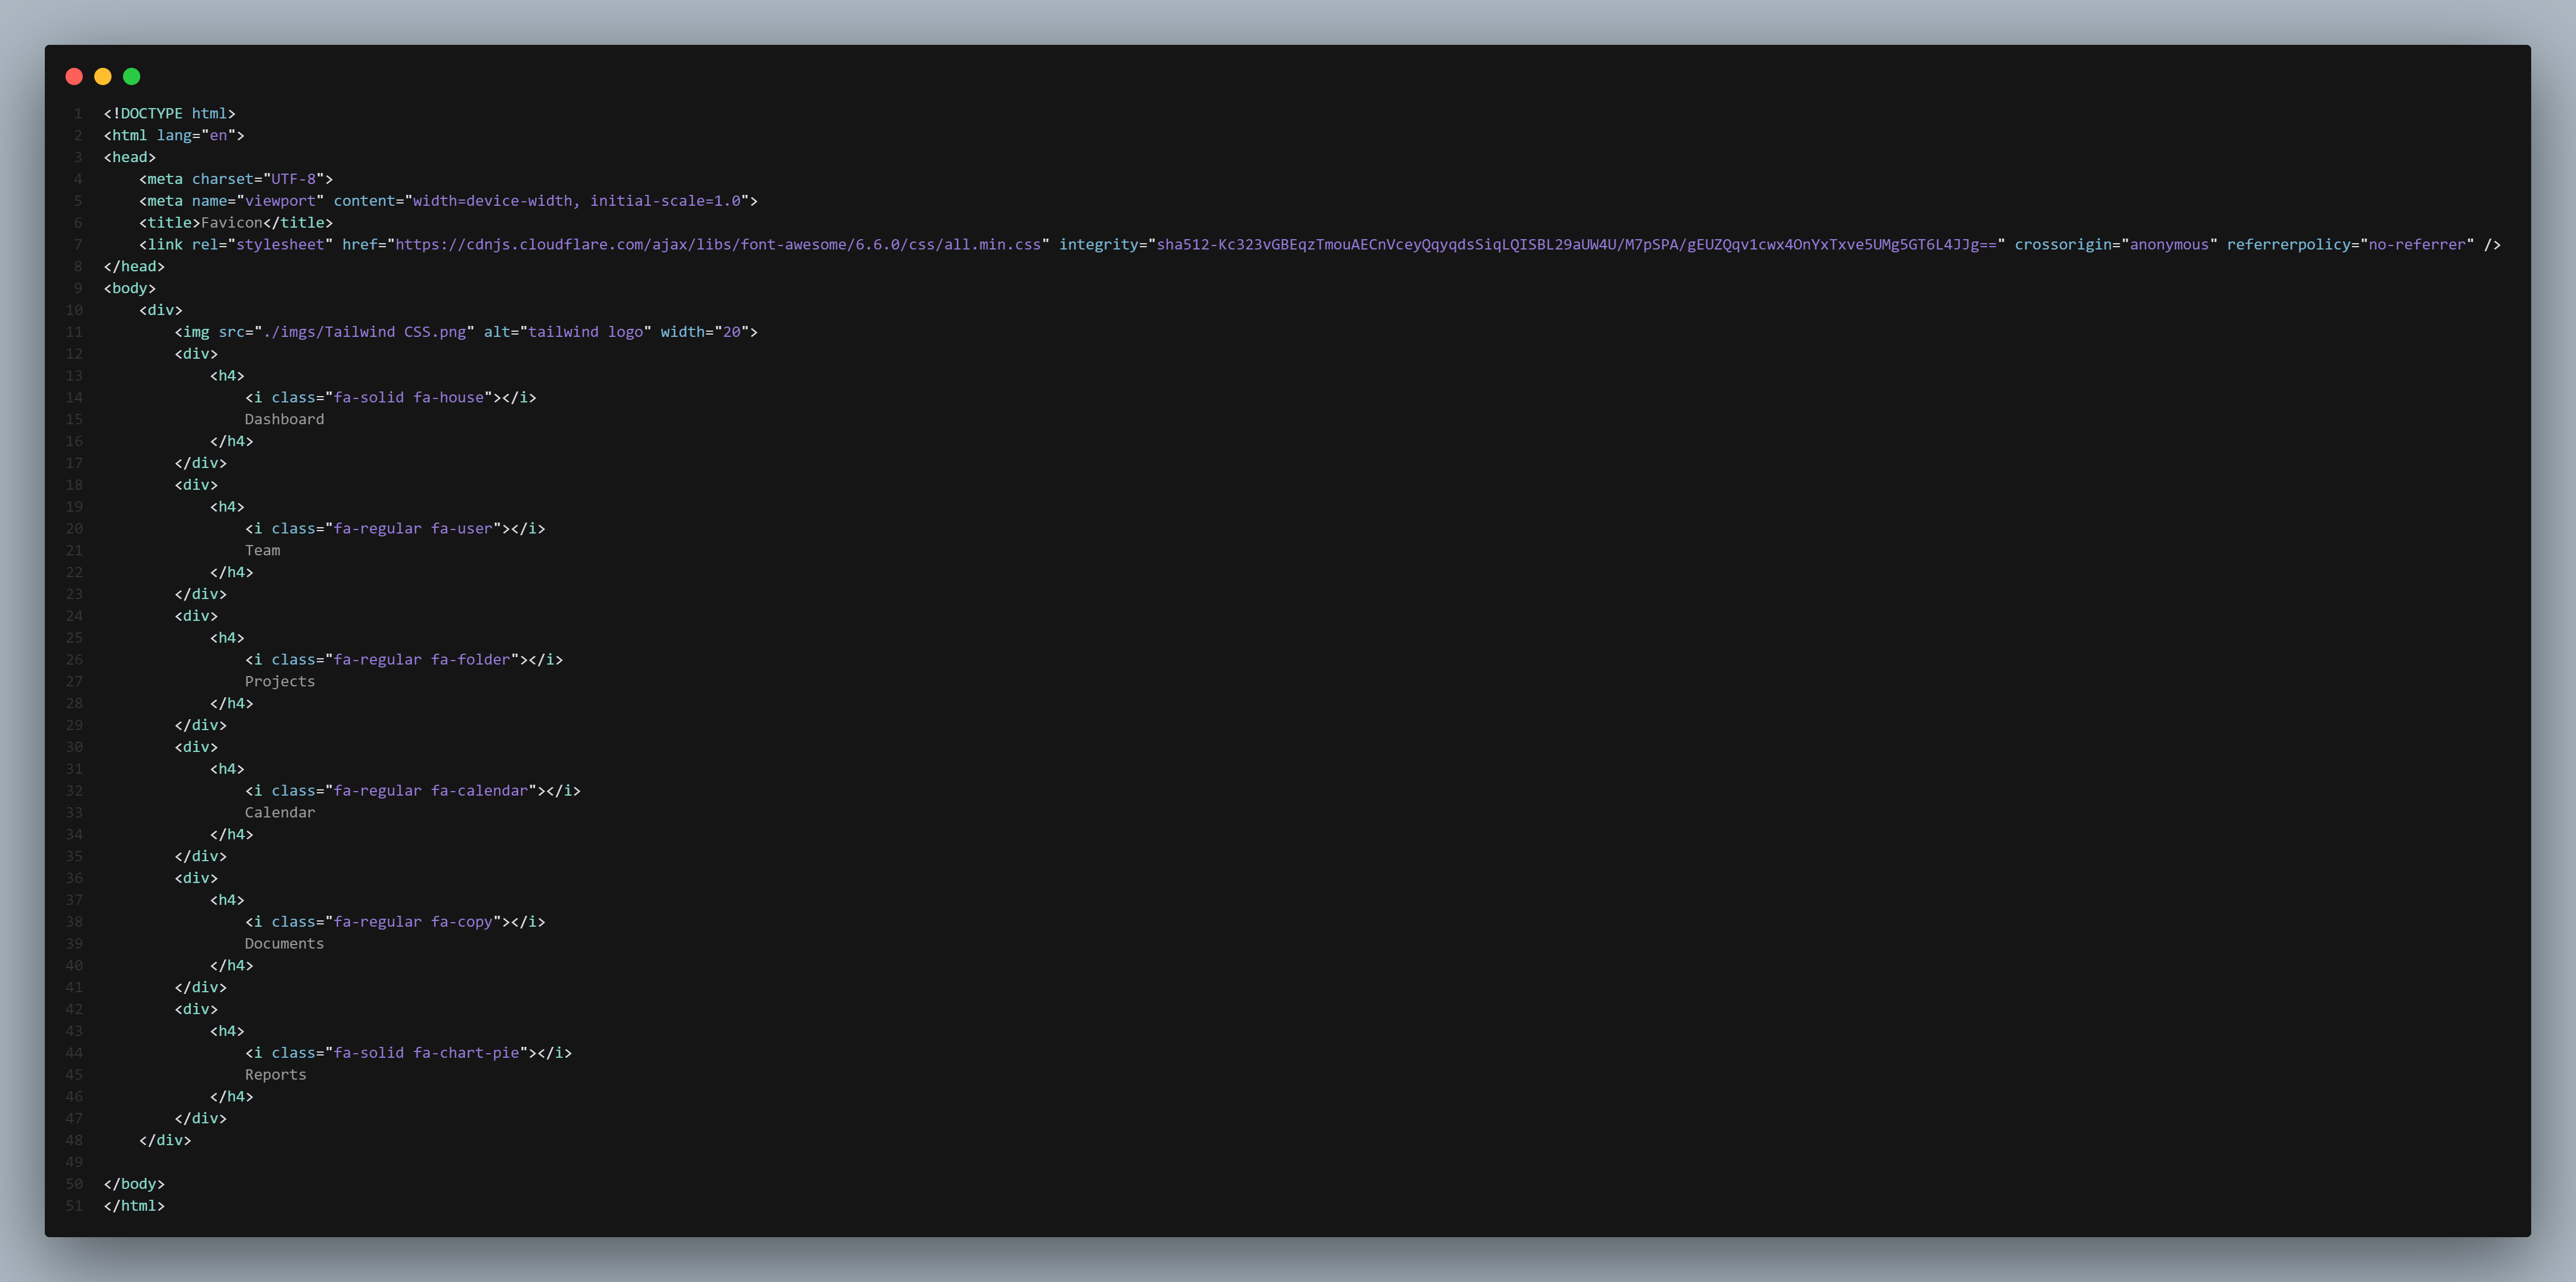 1 <!DOCTYPE html>
2 <html lang="en">
3 <head>
4     <meta charset="UTF-8">
5     <meta name="viewport" content="width=device-width, initial-scale=1.0">
6     <title>Favicon</title>
7     <link rel="stylesheet" href="https://cdnjs.cloudflare.com/ajax/libs/font-awesome/6.6.0/css/all.min.css" integrity="sha512-Kc323vGBEqzTmouAECnVceyQqyqdsSiqLQISBL29aUW4U/M7pSPA/gEUZQqv1cwx4OnYxTxve5UMg5GT6L4JJg==" crossorigin="anonymous" referrerpolicy="no-referrer" />
8 </head>
9 <body>
10     <div>
11         <img src="./imgs/Tailwind CSS.png" alt="tailwind logo" width="20">
12         <div>
13             <h4>
14                 <i class="fa-solid fa-house"></i>
15                 Dashboard
16             </h4>
17         </div>
18         <div>
19             <h4>
20                 <i class="fa-regular fa-user"></i>
21                 Team
22             </h4>
23         </div>
24         <div>
25             <h4>
26                 <i class="fa-regular fa-folder"></i>
27                 Projects
28             </h4>
29         </div>
30         <div>
31             <h4>
32                 <i class="fa-regular fa-calendar"></i>
33                 Calendar
34             </h4>
35         </div>
36         <div>
37             <h4>
38                 <i class="fa-regular fa-copy"></i>
39                 Documents
40             </h4>
41         </div>
42         <div>
43             <h4>
44                 <i class="fa-solid fa-chart-pie"></i>
45                 Reports
46             </h4>
47         </div>
48     </div>
49
50 </body>
51 </html>